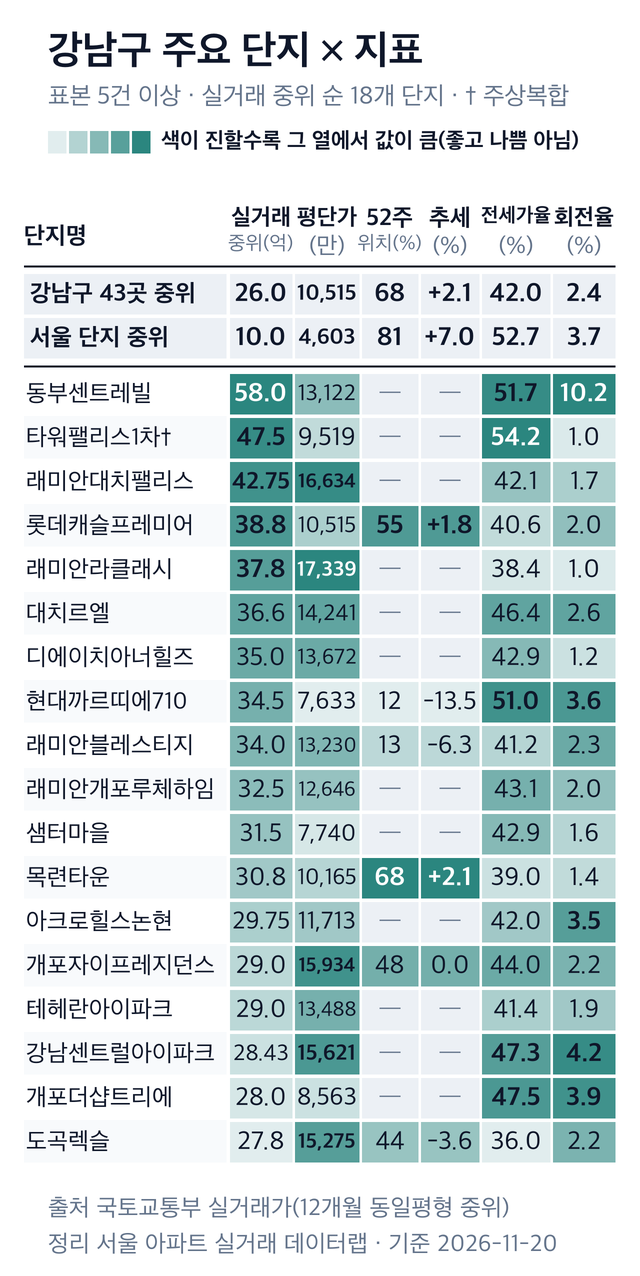 강남구 주요 단지 × 지표
표본 5건 이상 · 실거래 중위 순 18개 단지 · † 주상복합
색이 진할수록 그 열에서 값이 큼(좋고 나쁨 아님)
단지명 실거래 중위(억) 평단가 (만) 52주 위치(%) 추세 (%) 전세가율 (%) 회전율 (%)
강남구 43곳 중위 26.0 10,515 68 +2.1 42.0 2.4
서울 단지 중위 10.0 4,603 81 +7.0 52.7 3.7
동부센트레빌 58.0 13,122 — — 51.7 10.2
타워팰리스1차† 47.5 9,519 — — 54.2 1.0
래미안대치팰리스 42.75 16,634 — — 42.1 1.7
롯데캐슬프레미어 38.8 10,515 55 +1.8 40.6 2.0
래미안라클래시 37.8 17,339 — — 38.4 1.0
대치르엘 36.6 14,241 — — 46.4 2.6
디에이치아너힐즈 35.0 13,672 — — 42.9 1.2
현대까르띠에710 34.5 7,633 12 -13.5 51.0 3.6
래미안블레스티지 34.0 13,230 13 -6.3 41.2 2.3
래미안개포루체하임 32.5 12,646 — — 43.1 2.0
샘터마을 31.5 7,740 — — 42.9 1.6
목련타운 30.8 10,165 68 +2.1 39.0 1.4
아크로힐스논현 29.75 11,713 — — 42.0 3.5
개포자이프레지던스 29.0 15,934 48 0.0 44.0 2.2
테헤란아이파크 29.0 13,488 — — 41.4 1.9
강남센트럴아이파크 28.43 15,621 — — 47.3 4.2
개포더샵트리에 28.0 8,563 — — 47.5 3.9
도곡렉슬 27.8 15,275 44 -3.6 36.0 2.2
출처 국토교통부 실거래가(12개월 동일평형 중위)
정리 서울 아파트 실거래 데이터랩 · 기준 2026-11-20